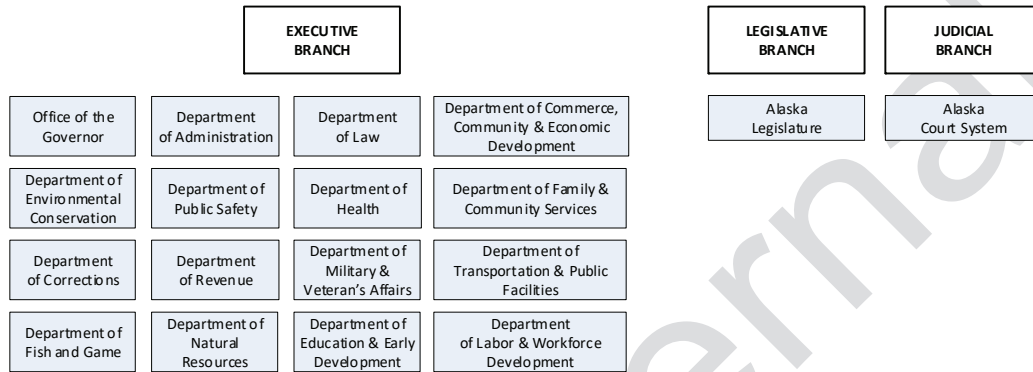 EXECUTIVE
BRANCH
LEGISLATIVE
BRANCH
JUDICIAL
BRANCH
Office of the
Governor
Department
of Administration
Department
of Law
Department of Commerce,
Community & Economic
Development
Alaska
Legislature
Alaska
Court System
Department of
Environmental
Conservation
Department of
Public Safety
Department of
Health
Department of Family &
Community Services
Department
of Corrections
Department
of Revenue
Department of
Military &
Veteran's Affairs
Department of
Transportation & Public
Facilities
Department of
Fish and Game
Department of
Natural
Resources
Department of
Education & Early
Development
Department
of Labor & Workforce
Development